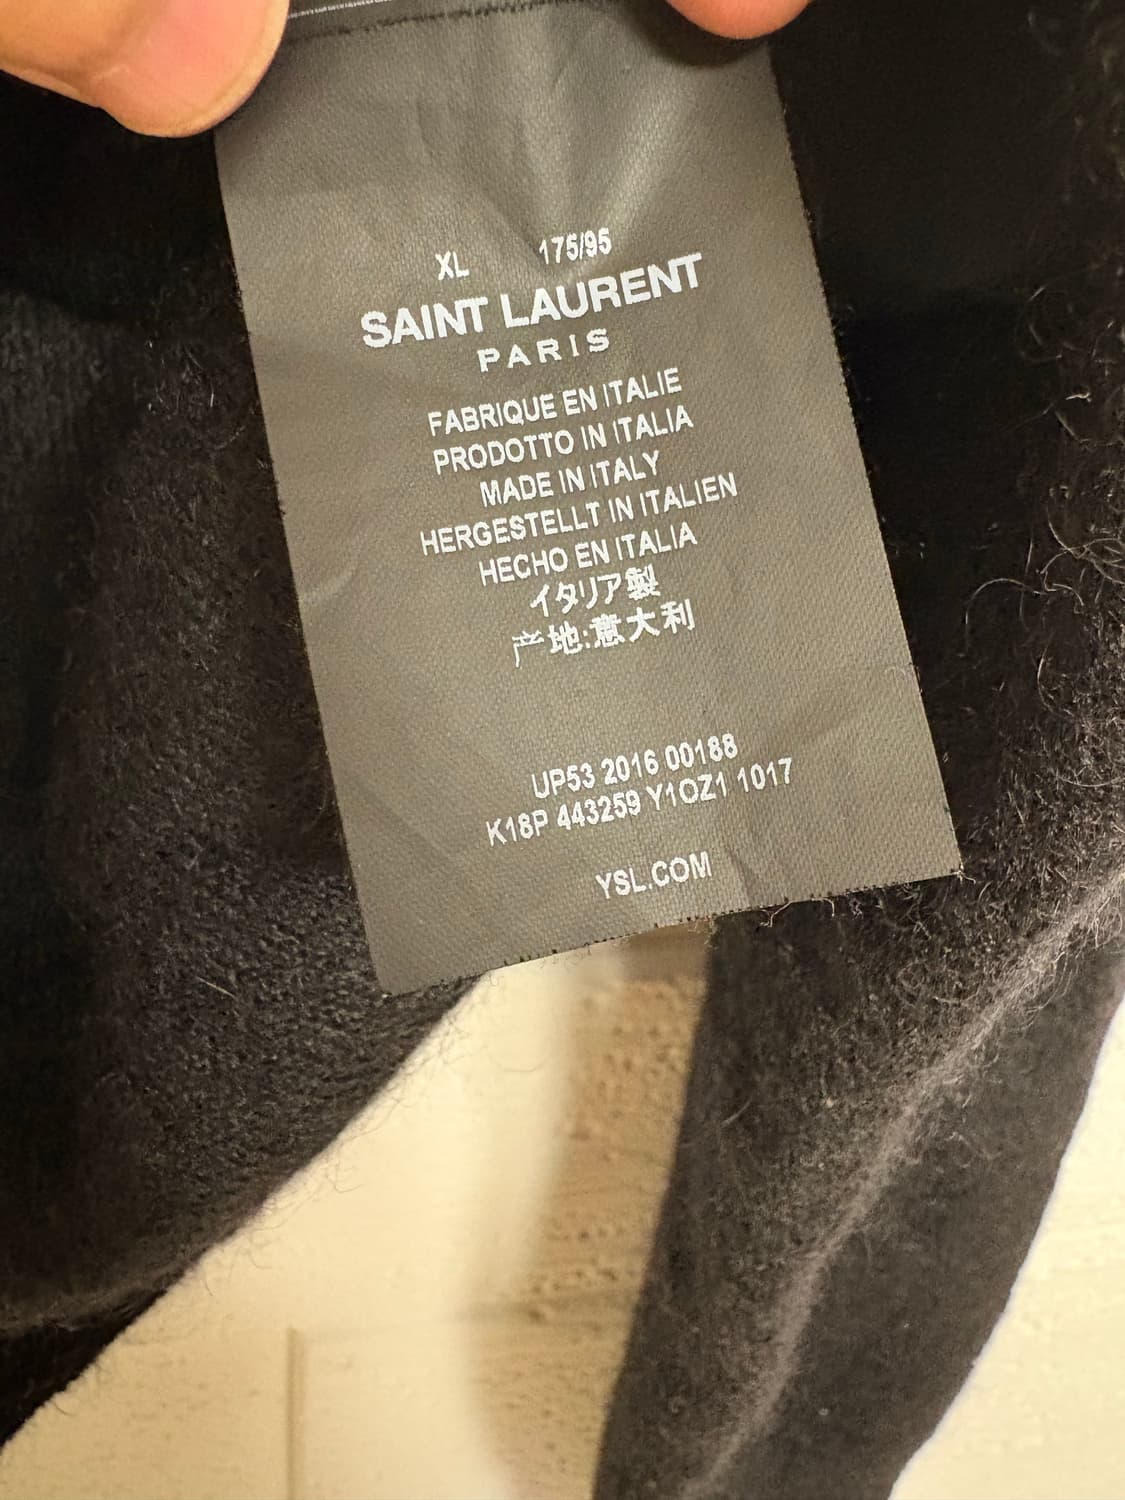 XL 175/95
SAINT LAURENT
PARIS
FABRIQUE EN ITALIE
PRODOTTO IN ITALIA
MADE IN ITALY
HERGESTELLT IN ITALIEN
HECHO EN ITALIA
イタリア製
产地:意大利
UP53 2016 00188
K18P 443259 Y1OZ1 1017
YSL.COM